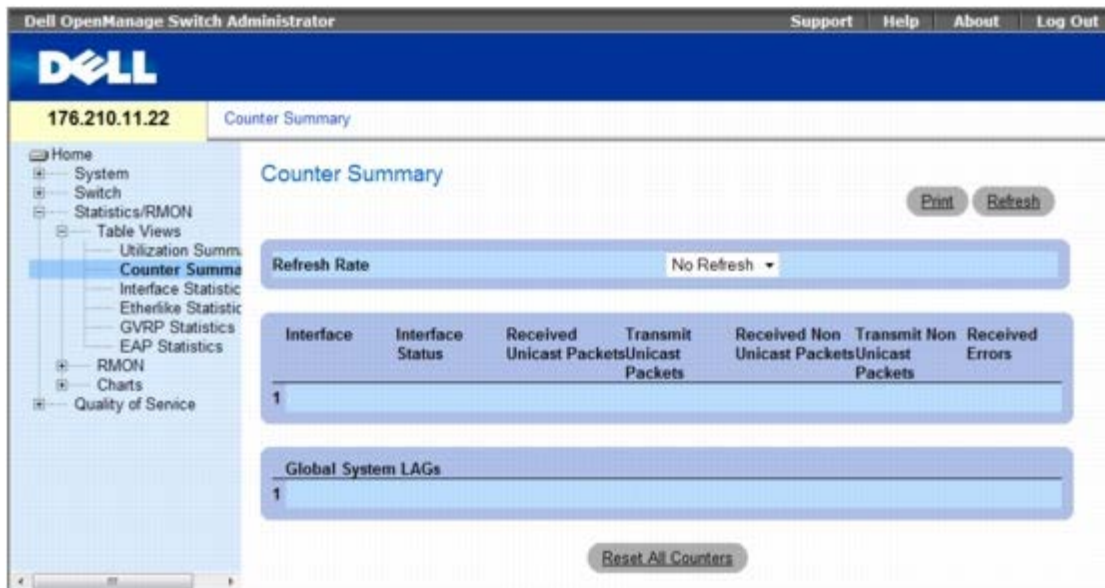 Dell OpenManage Switch Administrator
Support Help About Log Out
DELL
176.210.11.22
Counter Summary
Home
System
Switch
Statistics/RMON
Table Views
Utilization Summa
Counter Summa
Interface Statistic
Etherlike Statistic
GVRP Statistics
EAP Statistics
RMON
Charts
Quality of Service
Counter Summary
Print Refresh
Refresh Rate No Refresh
Interface Interface Received Transmit Received Non Transmit Non Received
Status Unicast Packets Unicast Unicast Packets Unicast Errors
Packets Packets
1
Global System LAGs
1
Reset All Counters